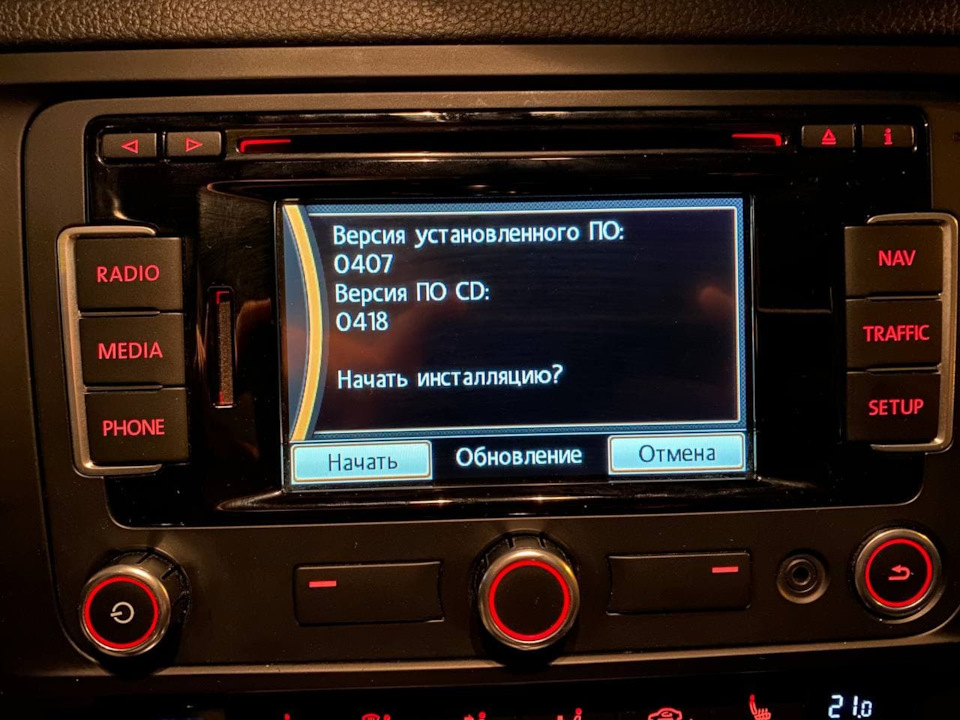 RADIO
MEDIA
PHONE
Версия установленного ПО:
0407
Версия ПО CD:
0418
Начать инсталляцию?
Начать Обновление Отмена
NAV
TRAFFIC
SETUP
i
21.0